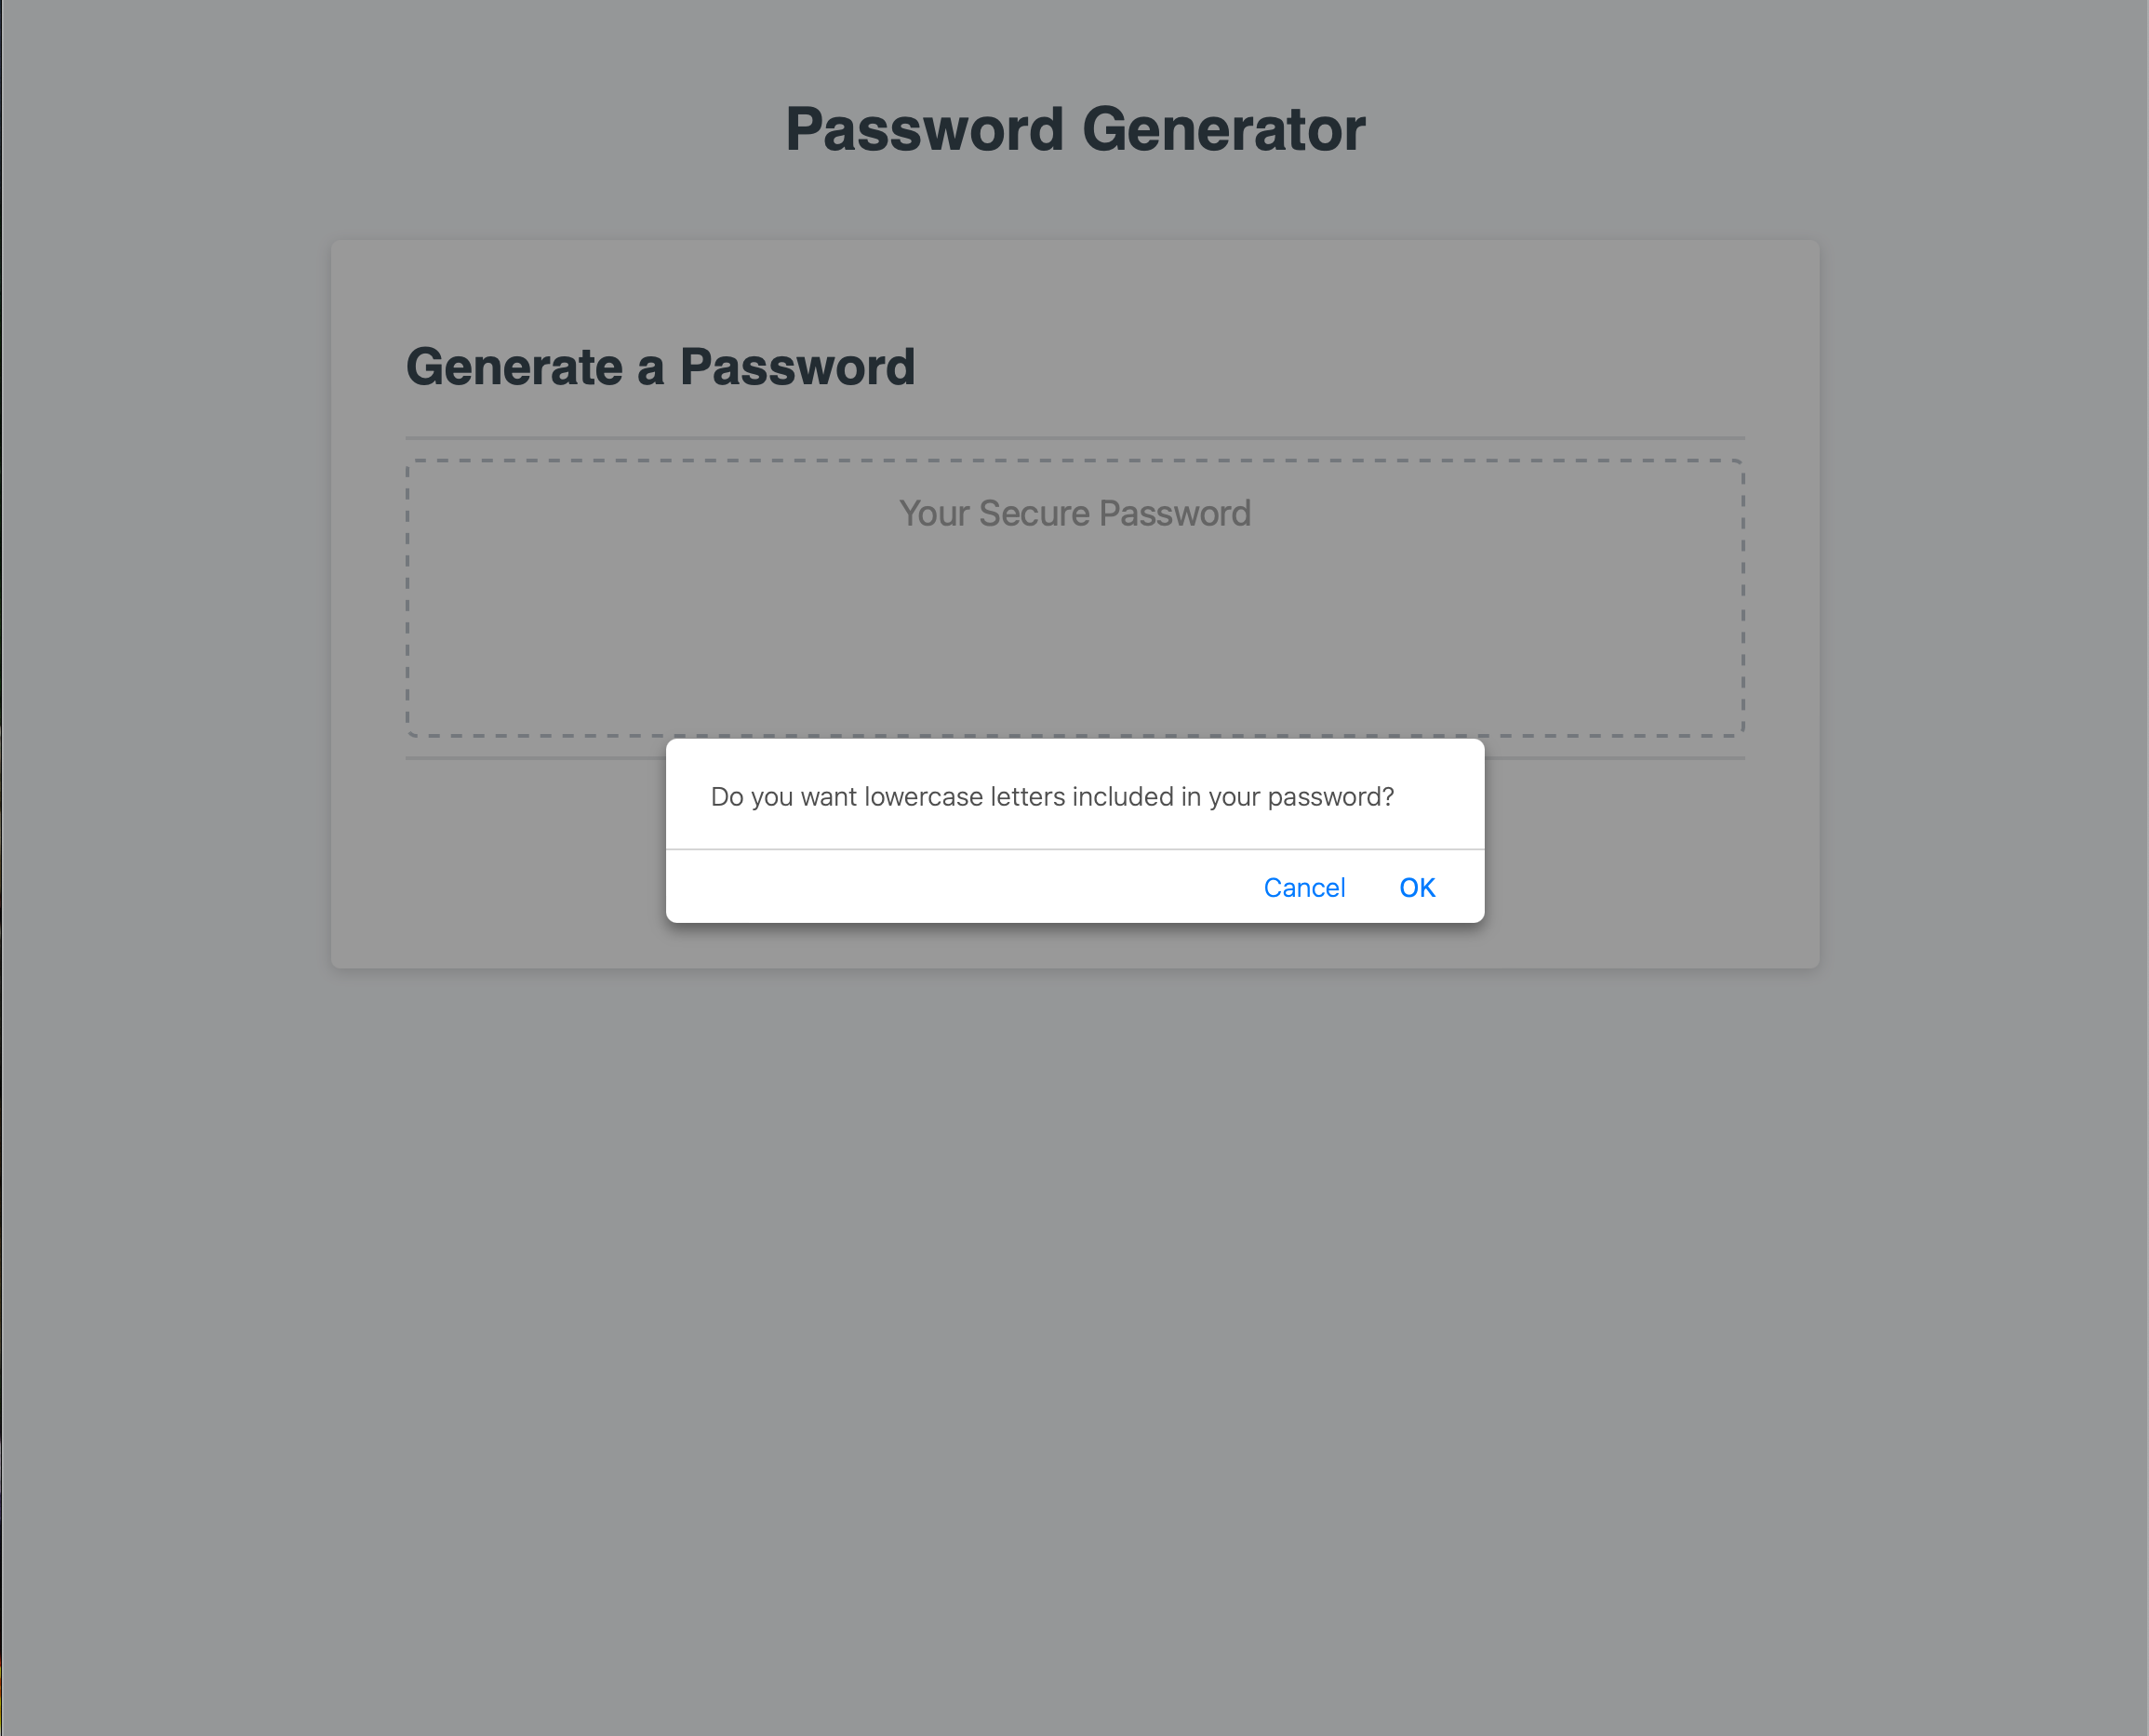 Password Generator
Generate a Password
Your Secure Password
Do you want lowercase letters included in your password?
Cancel OK